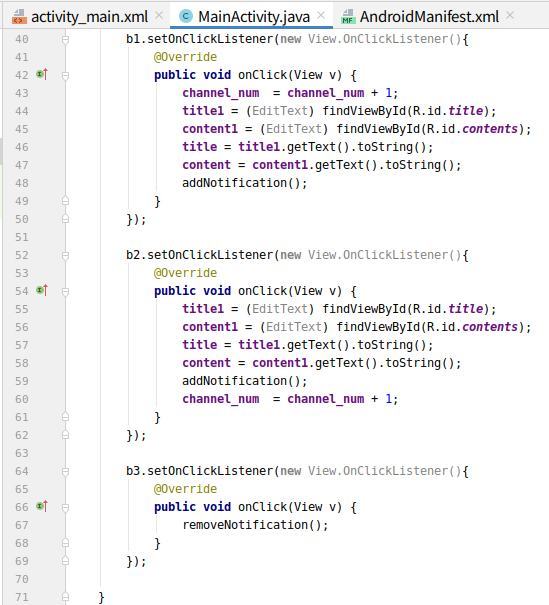 activity_main.xml MainActivity.java AndroidManifest.xml
40 b1.setOnClickListener(new View.OnClickListener(){
41 @Override
42 public void onClick(View v) {
43 channel_num  = channel_num + 1;
44 title1 = (EditText) findViewById(R.id.title);
45 content1 = (EditText) findViewById(R.id.contents);
46 title = title1.getText().toString();
47 content = content1.getText().toString();
48 addNotification();
49 }
50 });
51
52 b2.setOnClickListener(new View.OnClickListener(){
53 @Override
54 public void onClick(View v) {
55 title1 = (EditText) findViewById(R.id.title);
56 content1 = (EditText) findViewById(R.id.contents);
57 title = title1.getText().toString();
58 content = content1.getText().toString();
59 addNotification();
60 channel_num  = channel_num + 1;
61 }
62 });
63
64 b3.setOnClickListener(new View.OnClickListener(){
65 @Override
66 public void onClick(View v) {
67 removeNotification();
68 }
69 });
70
71 }